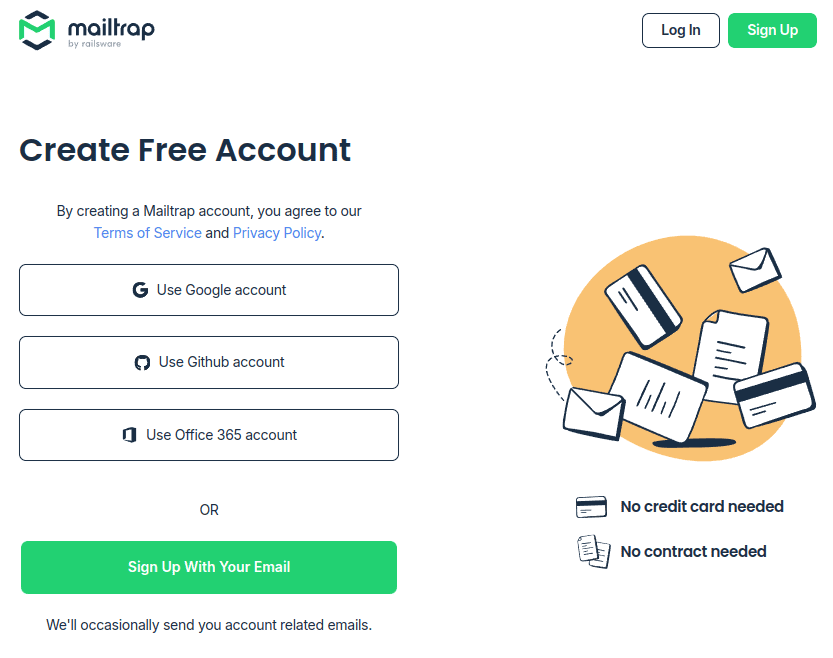 mailtrap
by railsware
Log In
Sign Up
Create Free Account
By creating a Mailtrap account, you agree to our
Terms of Service and Privacy Policy.
Use Google account
Use Github account
Use Office 365 account
OR
Sign Up With Your Email
We'll occasionally send you account related emails.
No credit card needed
No contract needed